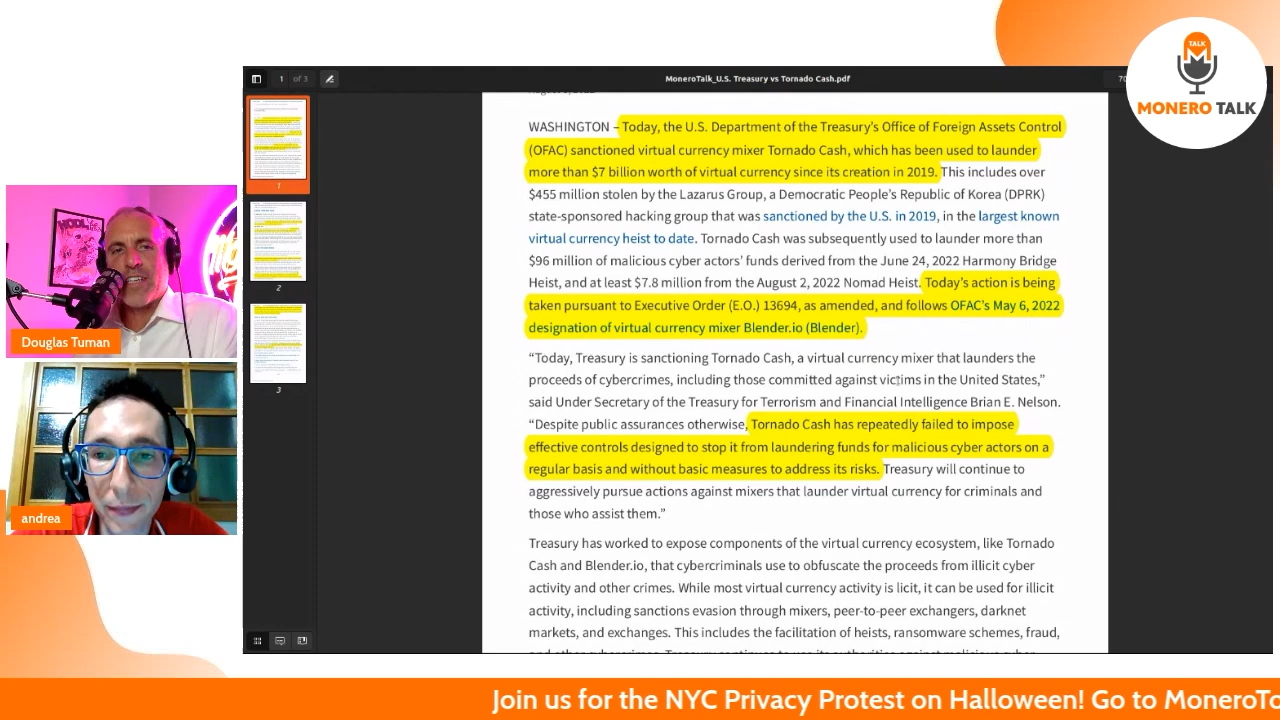 TALK
MONERO TALK
1 of 3
MoneroTalk_U.S. Treasury vs Tornado Cash.pdf
70
WASHINGTON – Today, the U.S. Department of the Treasury’s Office of Foreign Assets Control
(OFAC) sanctioned virtual currency mixer Tornado Cash, which has been used to launder
more than $7 billion worth of virtual currency since its creation in 2019. This includes over
$455 million stolen by the Lazarus Group, a Democratic People’s Republic of Korea (DPRK)
state-sponsored hacking group that was sanctioned by the U.S. in 2019, in the largest known
virtual currency heist to date. Tornado Cash was subsequently used to launder more than
$96 million of malicious cyber actors’ funds derived from the June 24, 2022 Harmony Bridge
Heist, and at least $7.8 million from the August 2, 2022 Nomad Heist. Today’s action is being
taken pursuant to Executive Order (E.O.) 13694, as amended, and follows OFAC’s May 6, 2022
designation of virtual currency mixer Blender.io (Blender).
“Today, Treasury is sanctioning Tornado Cash, a virtual currency mixer that launders the
proceeds of cybercrimes, including those committed against victims in the United States,”
said Under Secretary of the Treasury for Terrorism and Financial Intelligence Brian E. Nelson.
“Despite public assurances otherwise, Tornado Cash has repeatedly failed to impose
effective controls designed to stop it from laundering funds for malicious cyber actors on a
regular basis and without basic measures to address its risks. Treasury will continue to
aggressively pursue actions against mixers that launder virtual currency for criminals and
those who assist them.”
Treasury has worked to expose components of the virtual currency ecosystem, like Tornado
Cash and Blender.io, that cybercriminals use to obfuscate the proceeds from illicit cyber
activity and other crimes. While most virtual currency activity is licit, it can be used for illicit
activity, including sanctions evasion through mixers, peer-to-peer exchangers, darknet
markets, and exchanges. This includes the facilitation of heists, ransomware schemes, fraud,
1
2
3
Douglas Tuman
andrea
Join us for the NYC Privacy Protest on Halloween! Go to MoneroTa